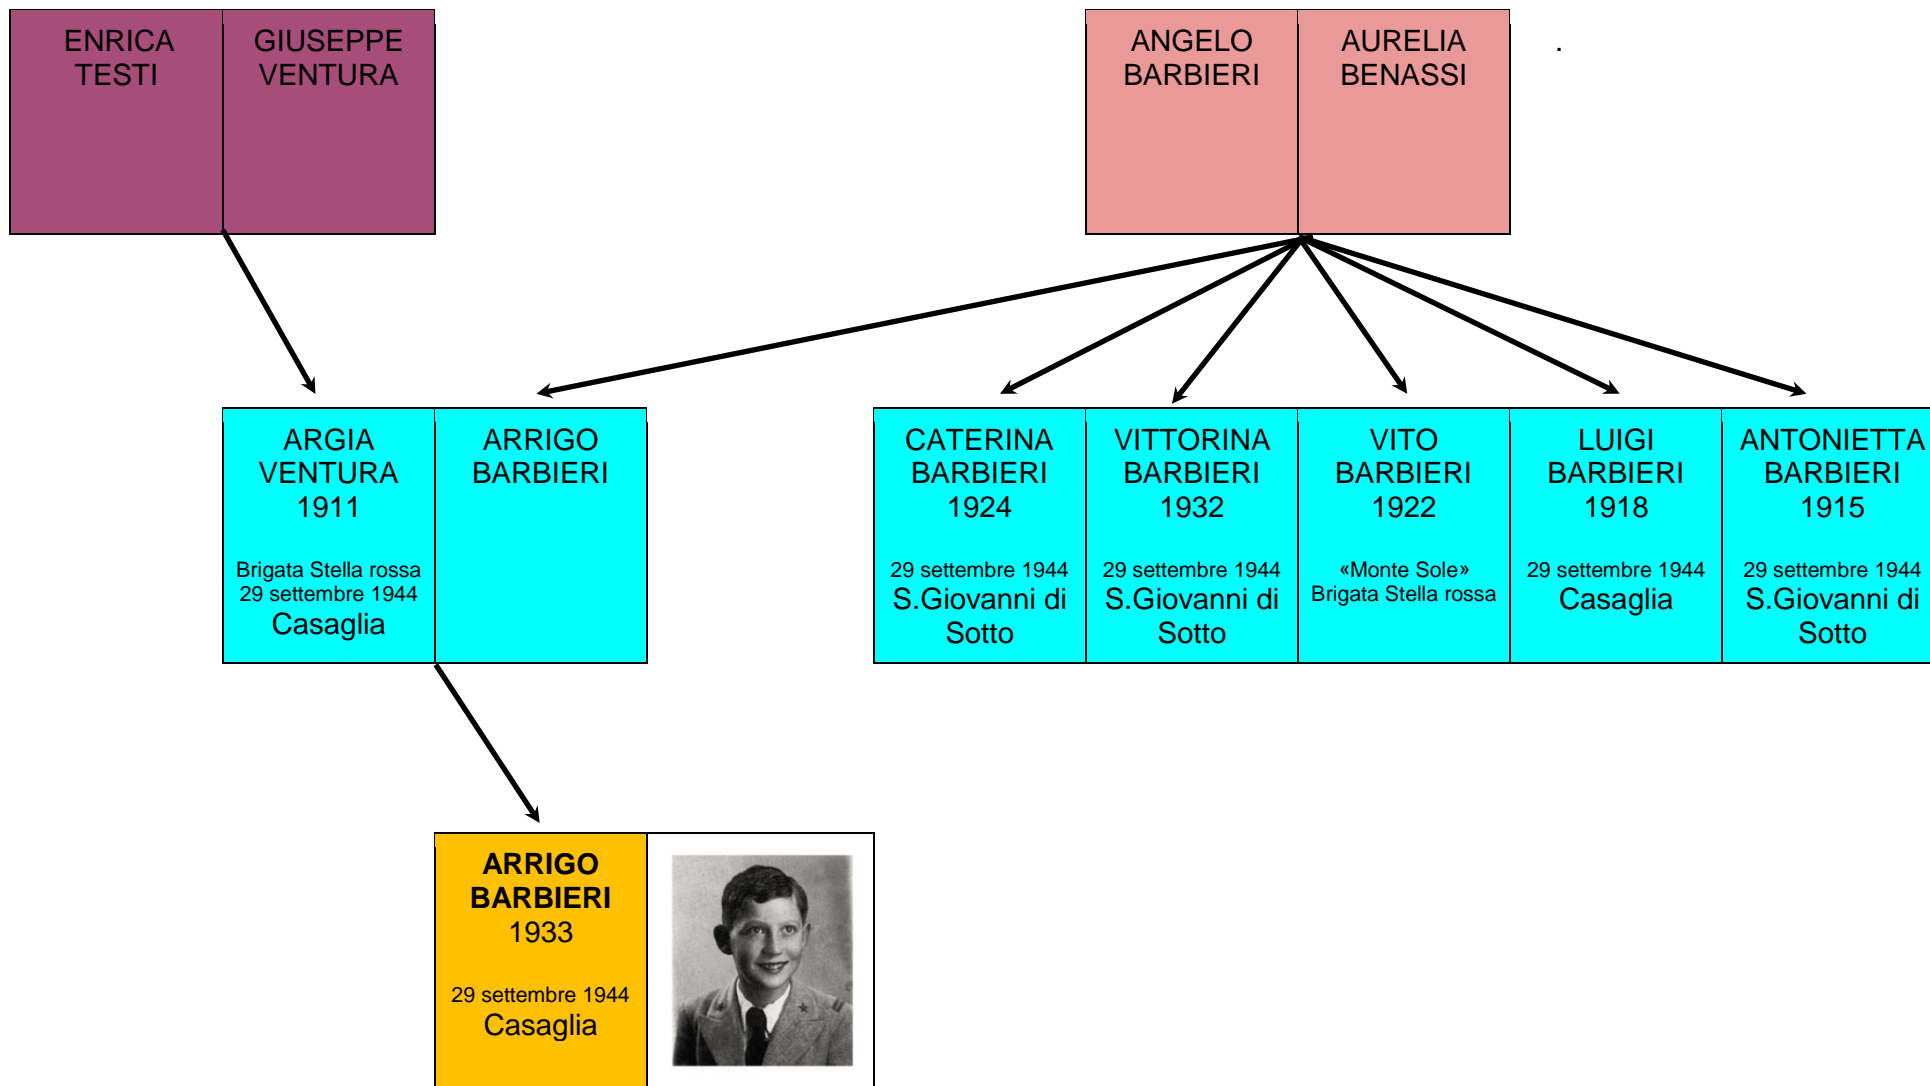 ENRICA
TESTI
GIUSEPPE
VENTURA
ANGELO
BARBIERI
AURELIA
BENASSI
.
ARGIA
VENTURA
1911
Brigata Stella rossa
29 settembre 1944
Casaglia
ARRIGO
BARBIERI
CATERINA
BARBIERI
1924
29 settembre 1944
S.Giovanni di
Sotto
VITTORINA
BARBIERI
1932
29 settembre 1944
S.Giovanni di
Sotto
VITO
BARBIERI
1922
«Monte Sole»
Brigata Stella rossa
LUIGI
BARBIERI
1918
29 settembre 1944
Casaglia
ANTONIETTA
BARBIERI
1915
29 settembre 1944
S.Giovanni di
Sotto
ARRIGO
BARBIERI
1933
29 settembre 1944
Casaglia